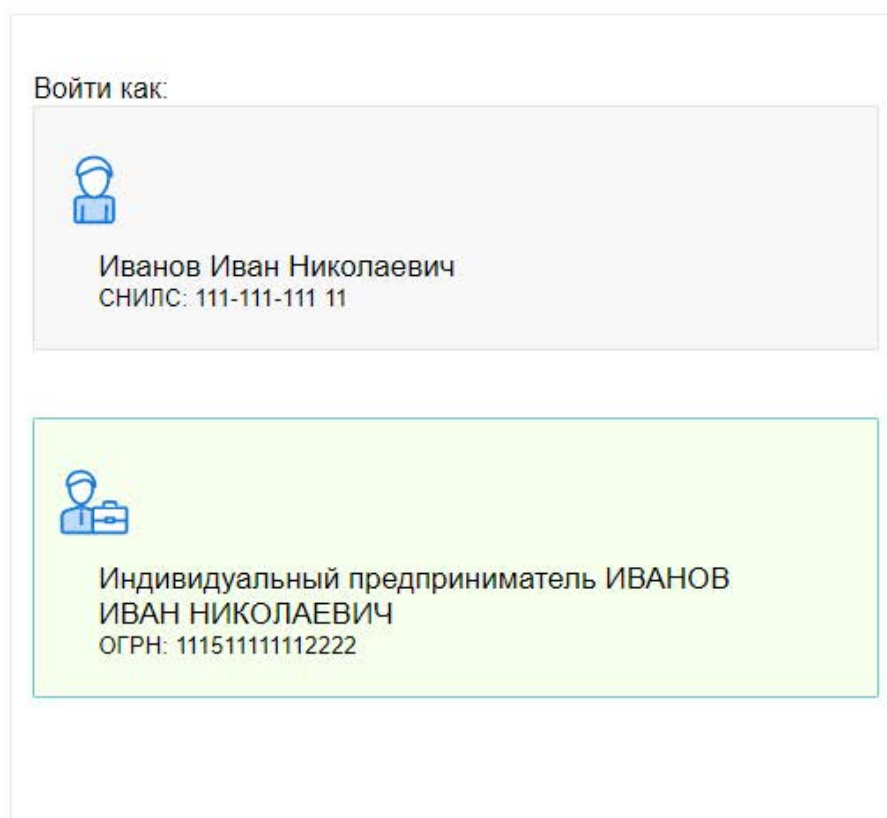 Войти как:
Иванов Иван Николаевич
СНИЛС: 111-111-111 11
Индивидуальный предприниматель ИВАНОВ
ИВАН НИКОЛАЕВИЧ
ОГРН: 111511111112222